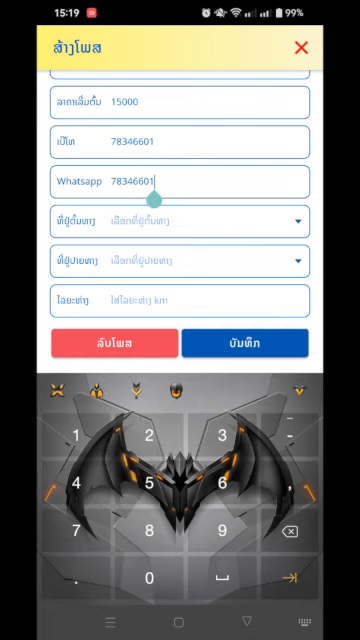 15:19 99%
ສ້າງໂພສ
ລາຄາເລີ່ມຕົ້ນ 15000
ເບີໂທ 78346601
Whatsapp 78346601
ທີ່ຢູ່ຕົ້ນທາງ ເລືອກທີ່ຢູ່ຕົ້ນທາງ
ທີ່ຢູ່ປາຍທາງ ເລືອກທີ່ຢູ່ປາຍທາງ
ໄລຍະທ່າງ ໃສ່ໄລຍະທ່າງ km
ລົບໂພສ ບັນທຶກ
1 2 3 -
4 5 6 ,
7 8 9
. 0